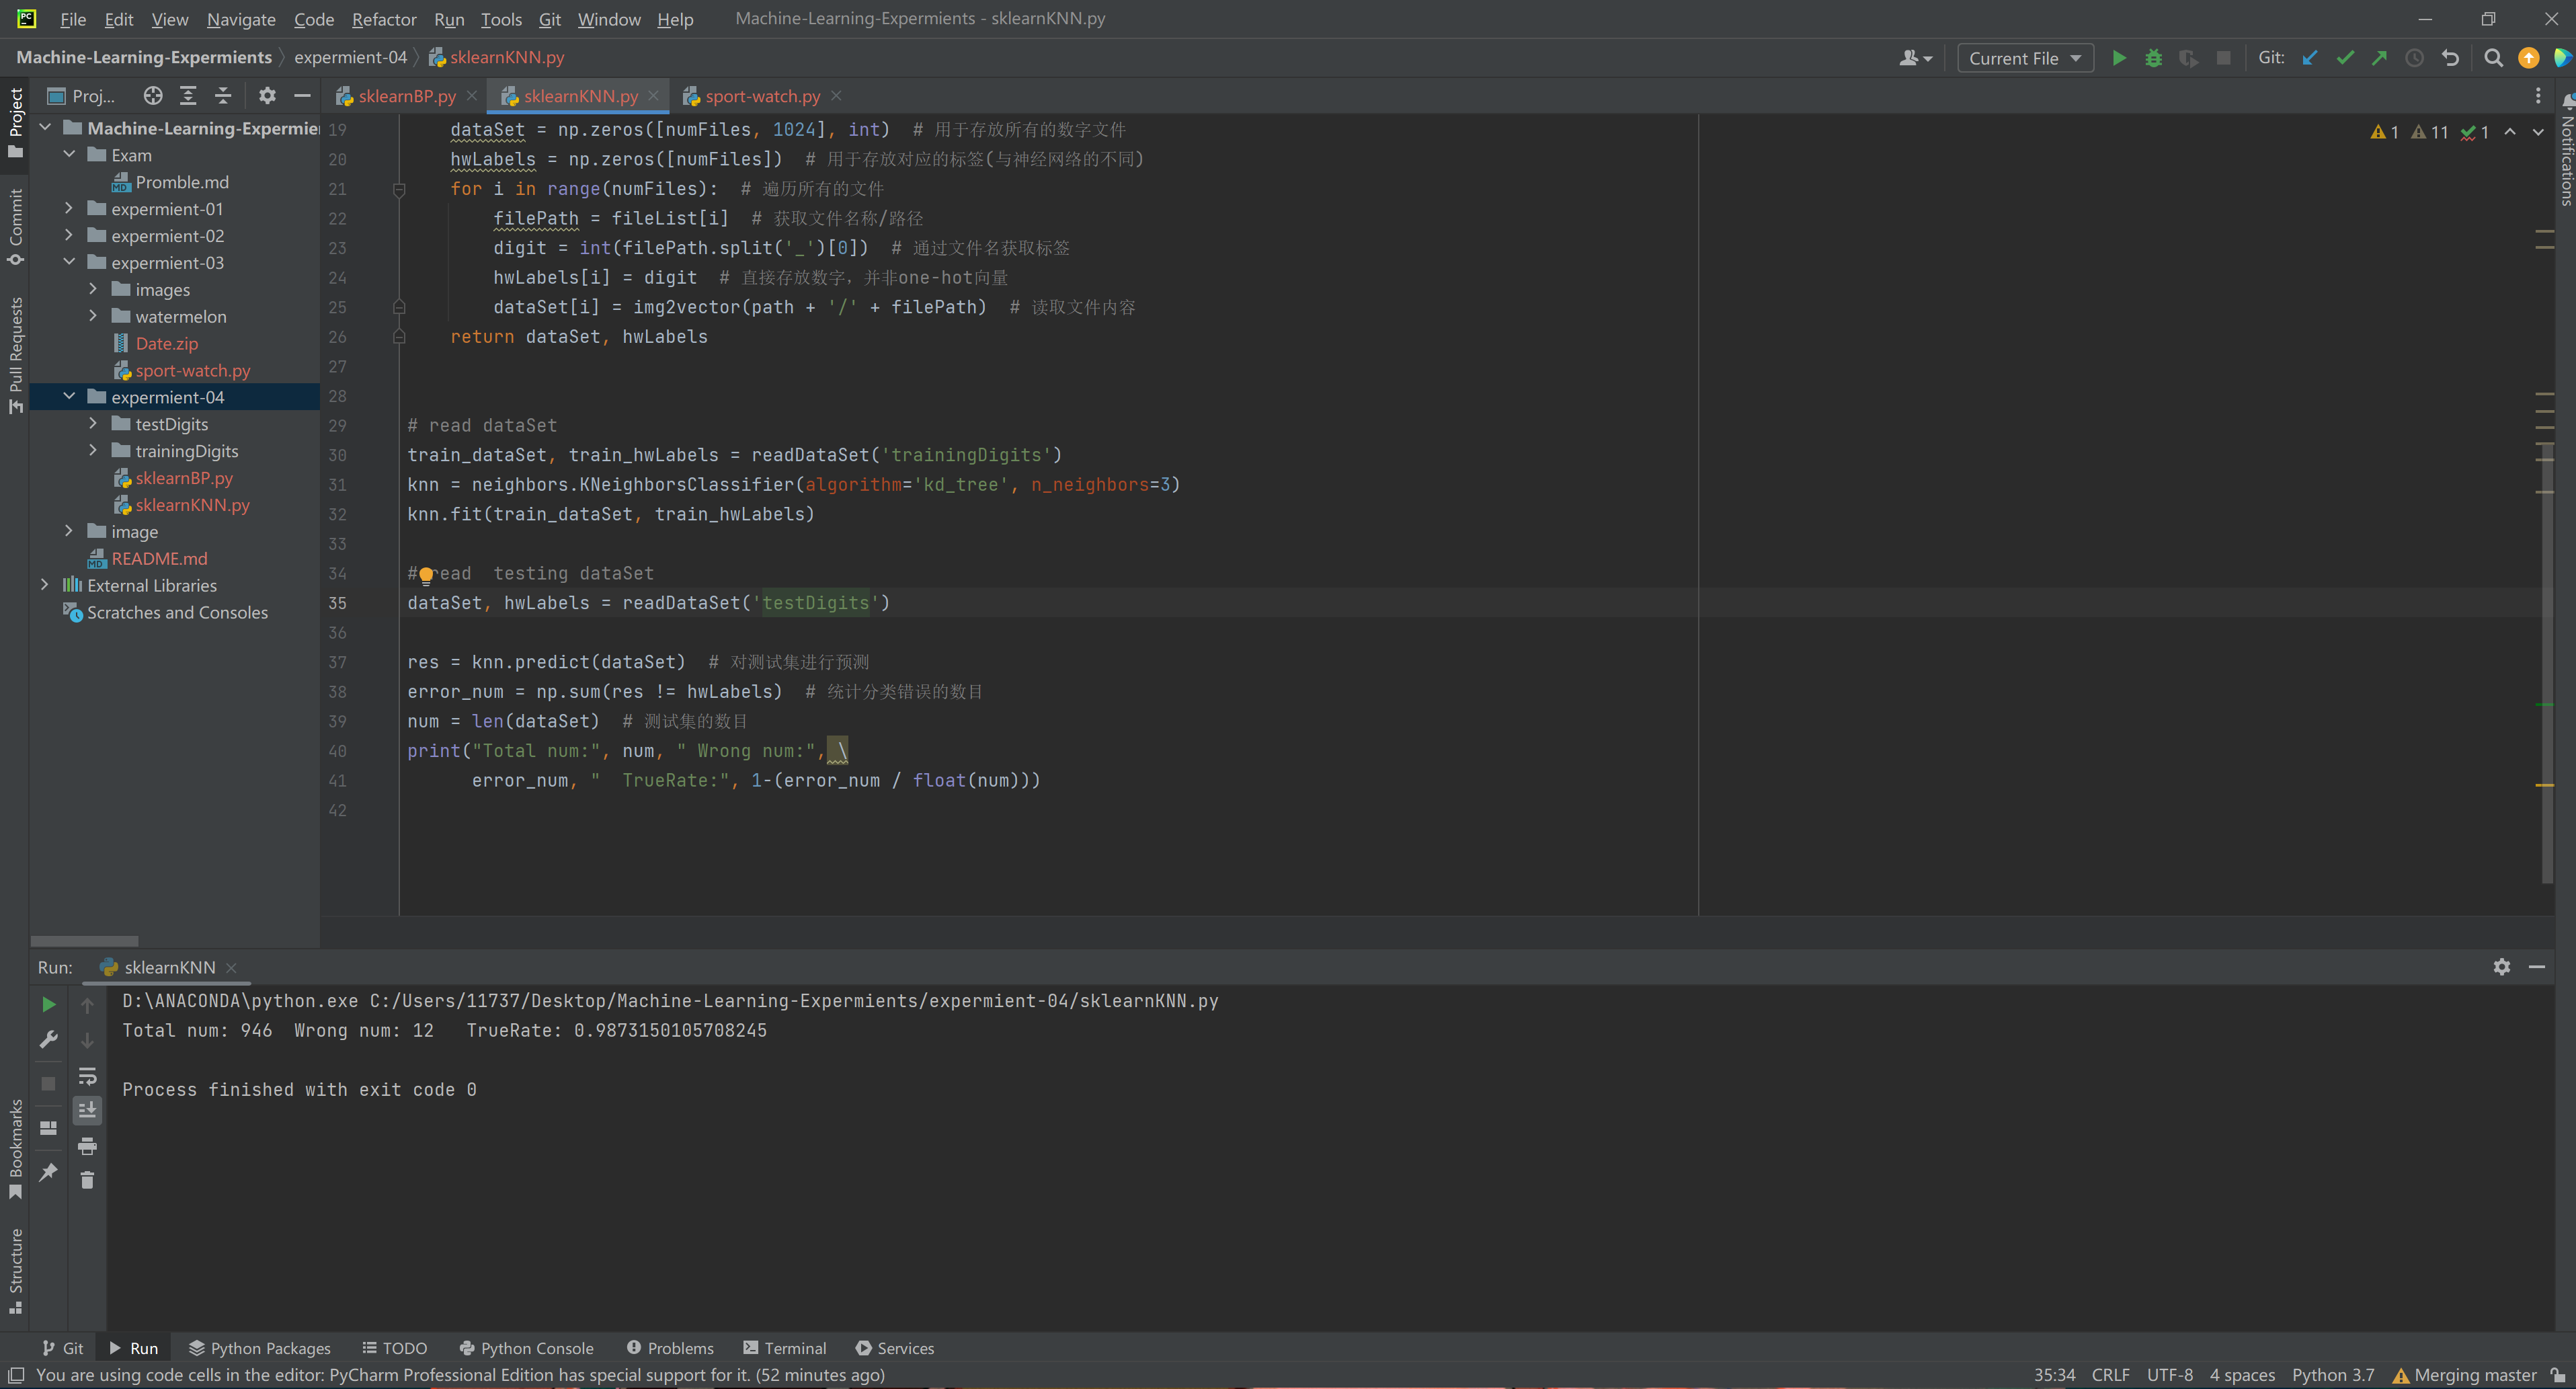 File Edit View Navigate Code Refactor Run Tools Git Window Help Machine-Learning-Experments - sklearnKNN.py
Machine-Learning-Experments expermient-04 sklearnKNN.py Current File Git:
Project
Commit
Pull Requests
Bookmarks
Structure
Notifications
Proj...
Machine-Learning-Expermie
Exam
Promble.md
expermient-01
expermient-02
expermient-03
images
watermelon
Date.zip
sport-watch.py
expermient-04
testDigits
trainingDigits
sklearnBP.py
sklearnKNN.py
image
README.md
External Libraries
Scratches and Consoles
sklearnBP.py sklearnKNN.py sport-watch.py
1 11 1
19 dataSet = np.zeros([numFiles, 1024], int)  # 用于存放所有的数字文件
20 hwLabels = np.zeros([numFiles])  # 用于存放对应的标签(与神经网络的不同)
21 for i in range(numFiles):  # 遍历所有的文件
22 filePath = fileList[i]  # 获取文件名称/路径
23 digit = int(filePath.split('_')[0])  # 通过文件名获取标签
24 hwLabels[i] = digit  # 直接存放数字，并非one-hot向量
25 dataSet[i] = img2vector(path + '/' + filePath)  # 读取文件内容
26 return dataSet, hwLabels
27
28
29 # read dataSet
30 train_dataSet, train_hwLabels = readDataSet('trainingDigits')
31 knn = neighbors.KNeighborsClassifier(algorithm='kd_tree', n_neighbors=3)
32 knn.fit(train_dataSet, train_hwLabels)
33
34 # read  testing dataSet
35 dataSet, hwLabels = readDataSet('testDigits')
36
37 res = knn.predict(dataSet)  # 对测试集进行预测
38 error_num = np.sum(res != hwLabels)  # 统计分类错误的数目
39 num = len(dataSet)  # 测试集的数目
40 print("Total num:", num, " Wrong num:", \
41 error_num, "  TrueRate:", 1-(error_num / float(num)))
42
Run: sklearnKNN
D:\ANACONDA\python.exe C:/Users/11737/Desktop/Machine-Learning-Experments/expermient-04/sklearnKNN.py
Total num: 946  Wrong num: 12   TrueRate: 0.9873150105708245
Process finished with exit code 0
Git Run Python Packages TODO Python Console Problems Terminal Services
You are using code cells in the editor: PyCharm Professional Edition has special support for it. (52 minutes ago) 35:34 CRLF UTF-8 4 spaces Python 3.7 Merging master